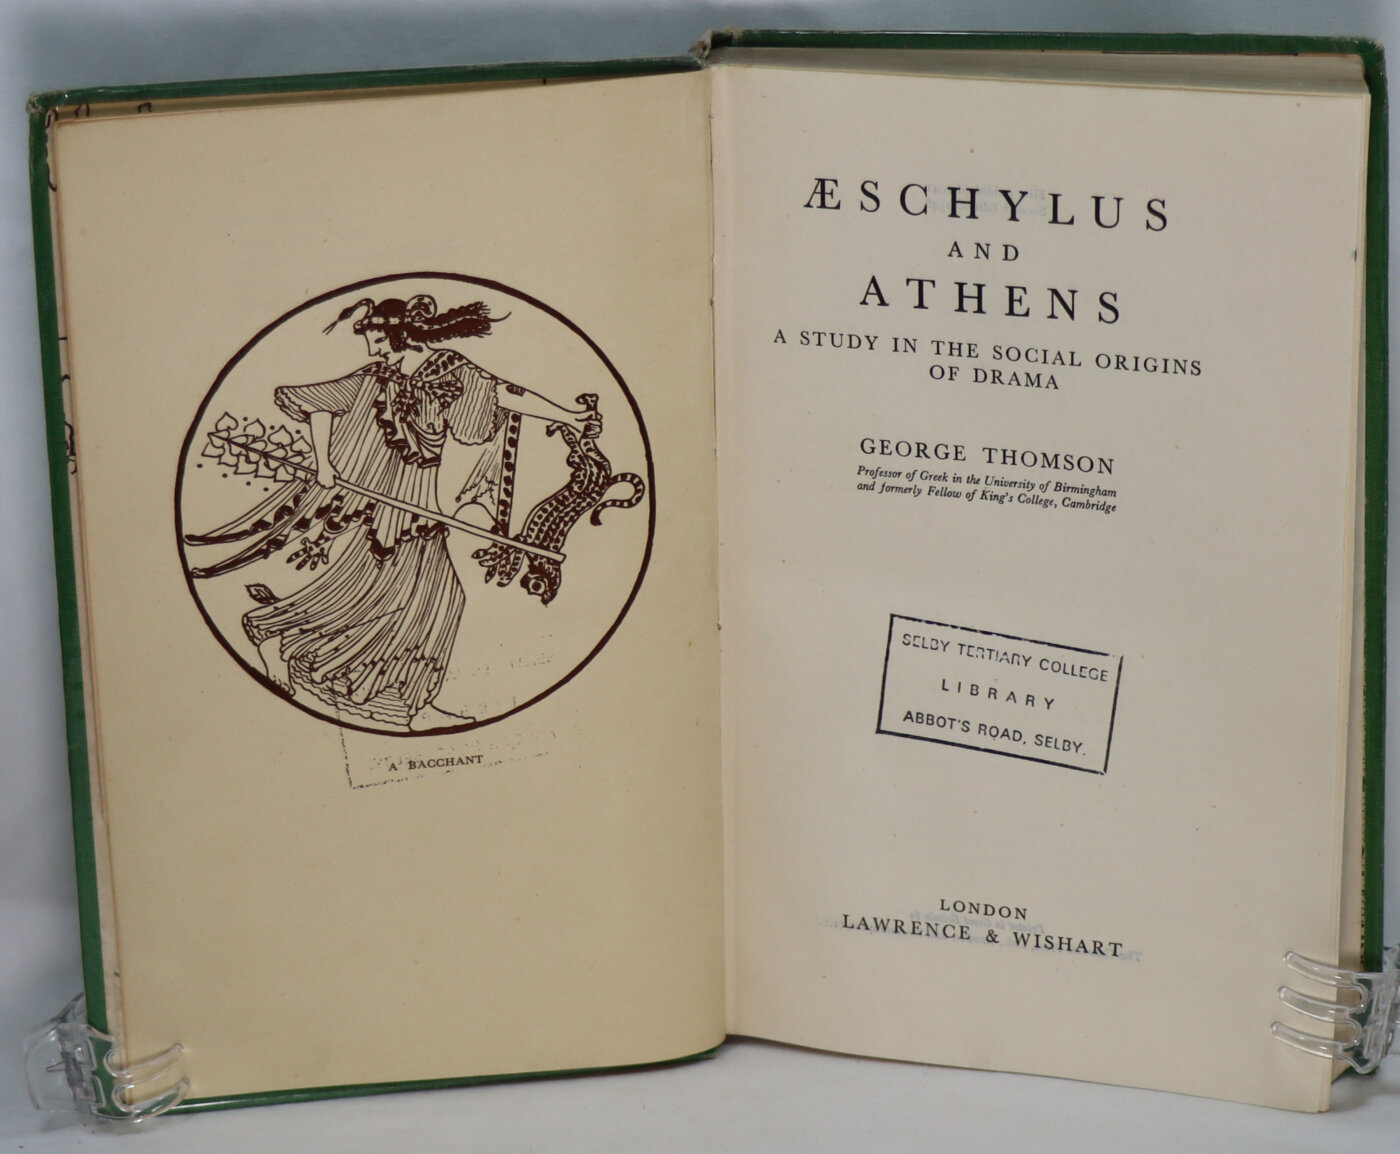 A BACCHANT
ÆSCHYLUS
AND
ATHENS
A STUDY IN THE SOCIAL ORIGINS
OF DRAMA
GEORGE THOMSON
Professor of Greek in the University of Birmingham
and formerly Fellow of King's College, Cambridge
SELBY TERTIARY COLLEGE
LIBRARY
ABBOT'S ROAD, SELBY.
LONDON
LAWRENCE & WISHART